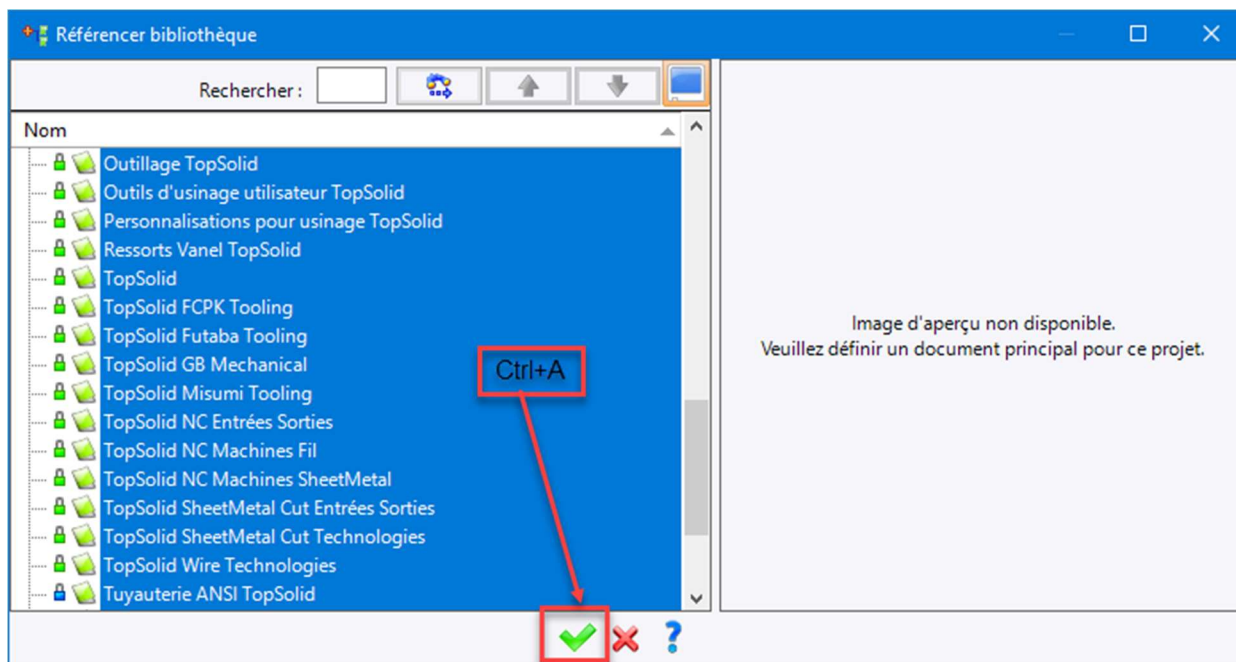 Référencer bibliothèque
Rechercher :
Nom
Outillage TopSolid
Outils d'usinage utilisateur TopSolid
Personnalisations pour usinage TopSolid
Ressorts Vanel TopSolid
TopSolid
TopSolid FCPK Tooling
TopSolid Futaba Tooling
TopSolid GB Mechanical
TopSolid Misumi Tooling
TopSolid NC Entrées Sorties
TopSolid NC Machines Fil
TopSolid NC Machines SheetMetal
TopSolid SheetMetal Cut Entrées Sorties
TopSolid SheetMetal Cut Technologies
TopSolid Wire Technologies
Tuyauterie ANSI TopSolid
Ctrl+A
Image d'aperçu non disponible.
Veuillez définir un document principal pour ce projet.